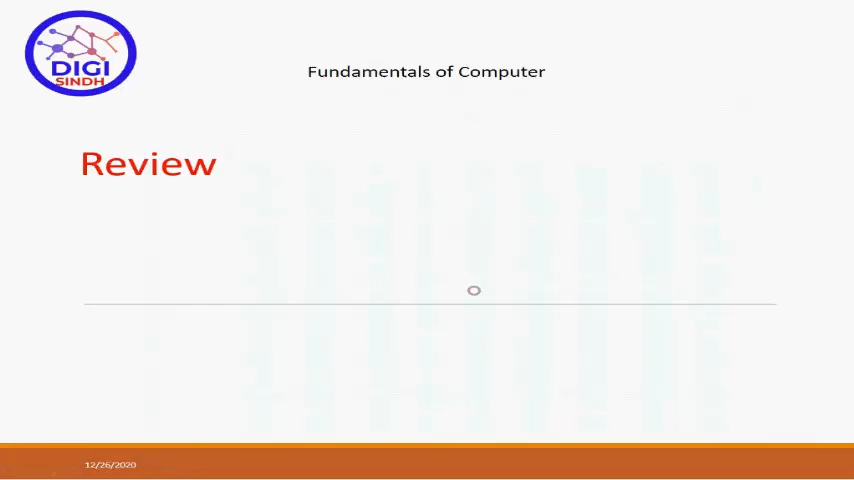 DIGI
SINDH
Fundamentals of Computer
Review
12/26/2020